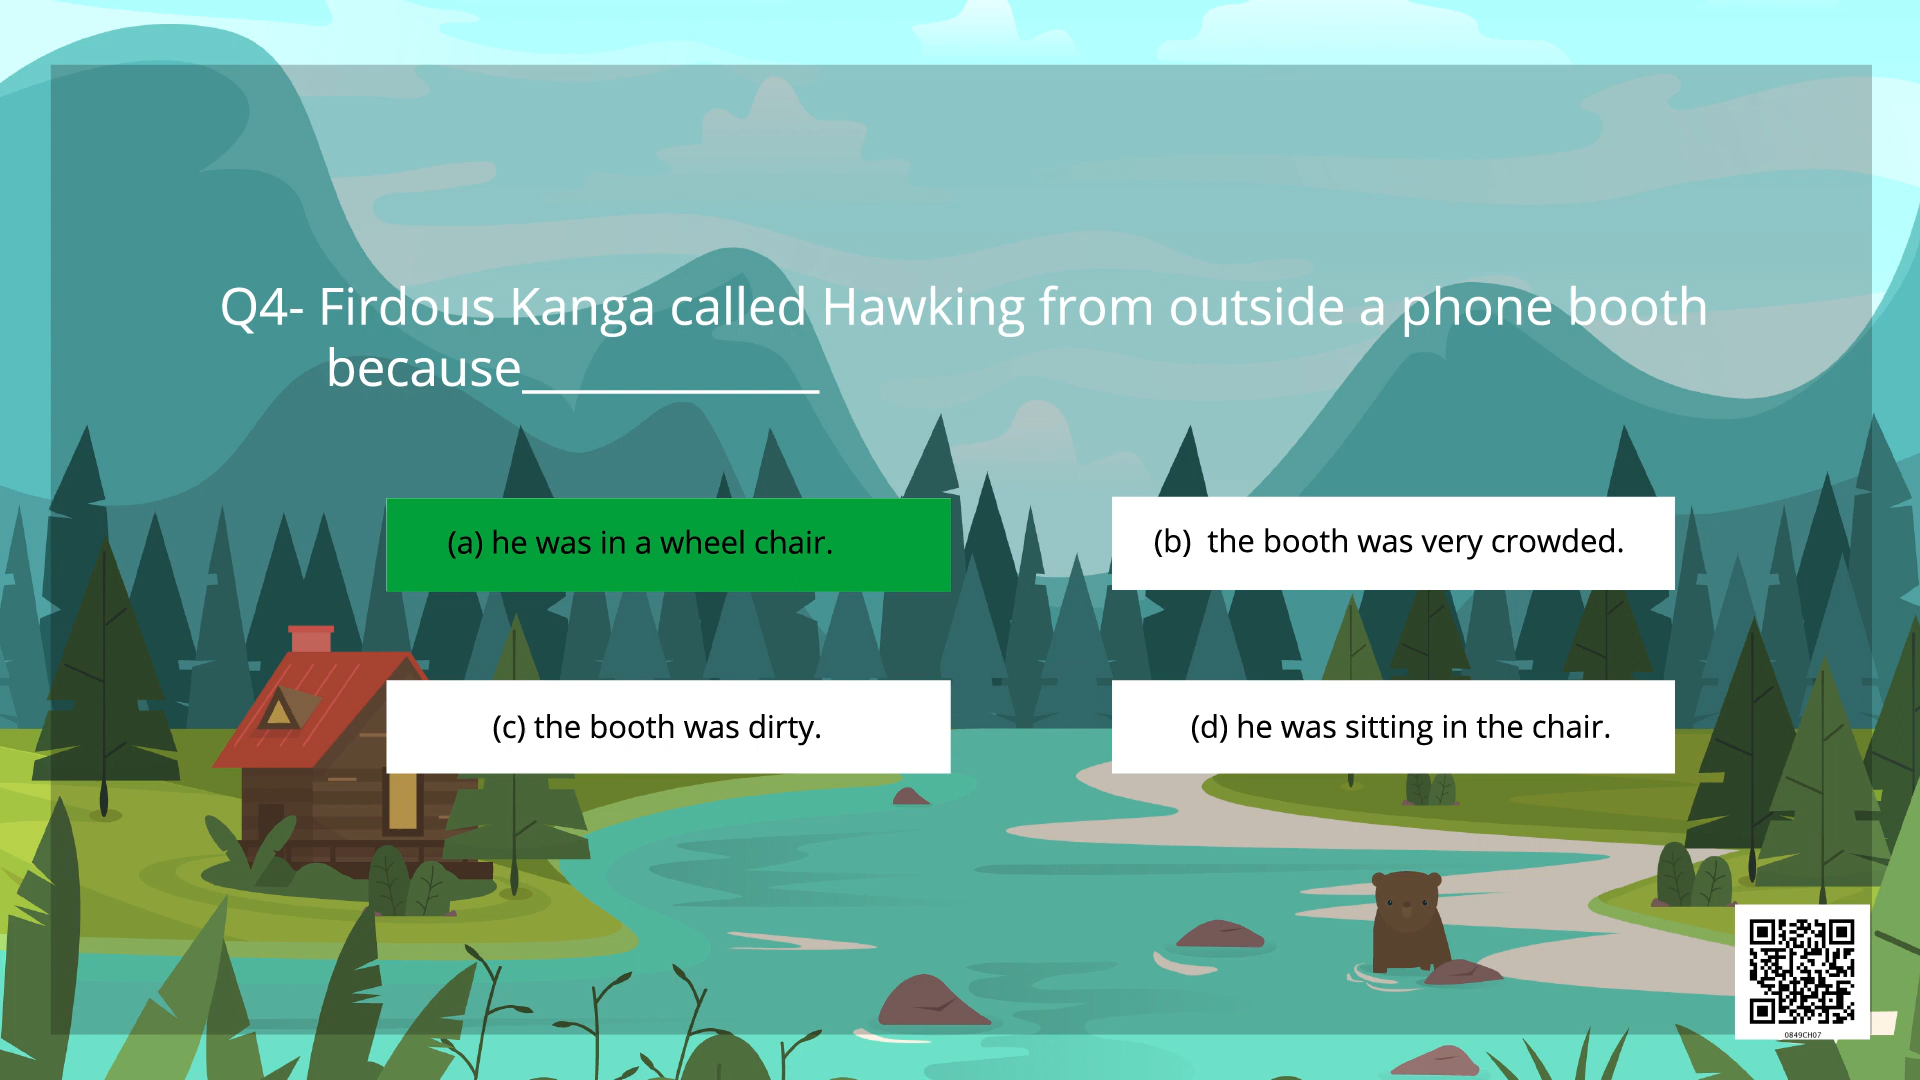 Q4- Firdous Kanga called Hawking from outside a phone booth
because____________
(a) he was in a wheel chair.
(b) the booth was very crowded.
(c) the booth was dirty.
(d) he was sitting in the chair.
0849CH07